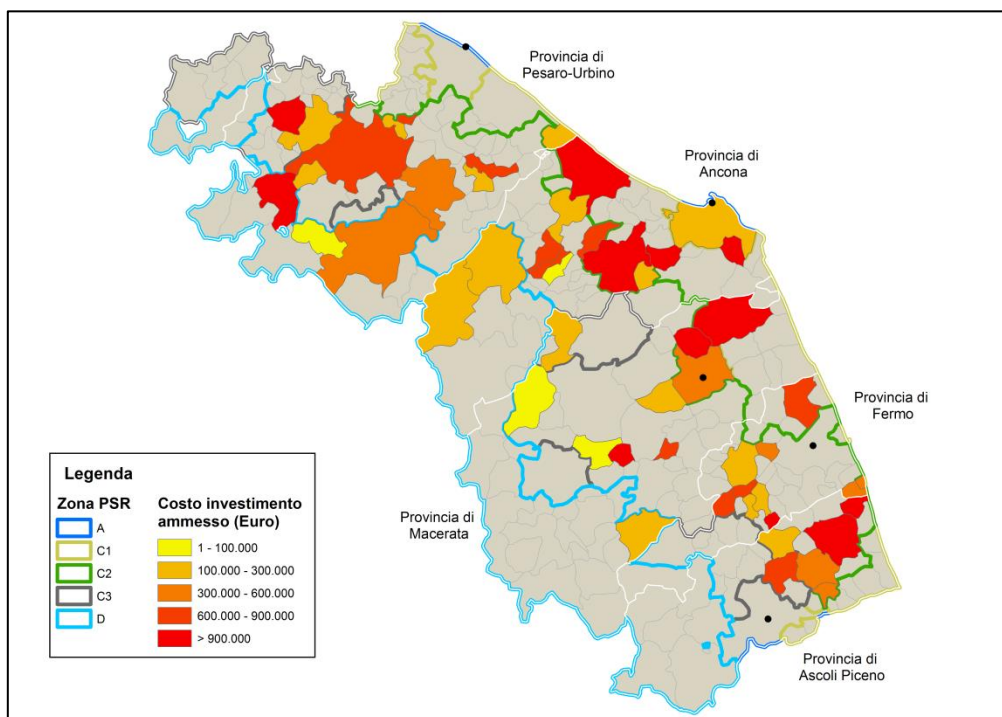 Provincia di
Pesaro-Urbino
Provincia di
Ancona
Provincia di
Fermo
Provincia di
Macerata
Provincia di
Ascoli Piceno
Legenda
Zona PSR
A
C1
C2
C3
D
Costo investimento
ammesso (Euro)
1 - 100.000
100.000 - 300.000
300.000 - 600.000
600.000 - 900.000
> 900.000